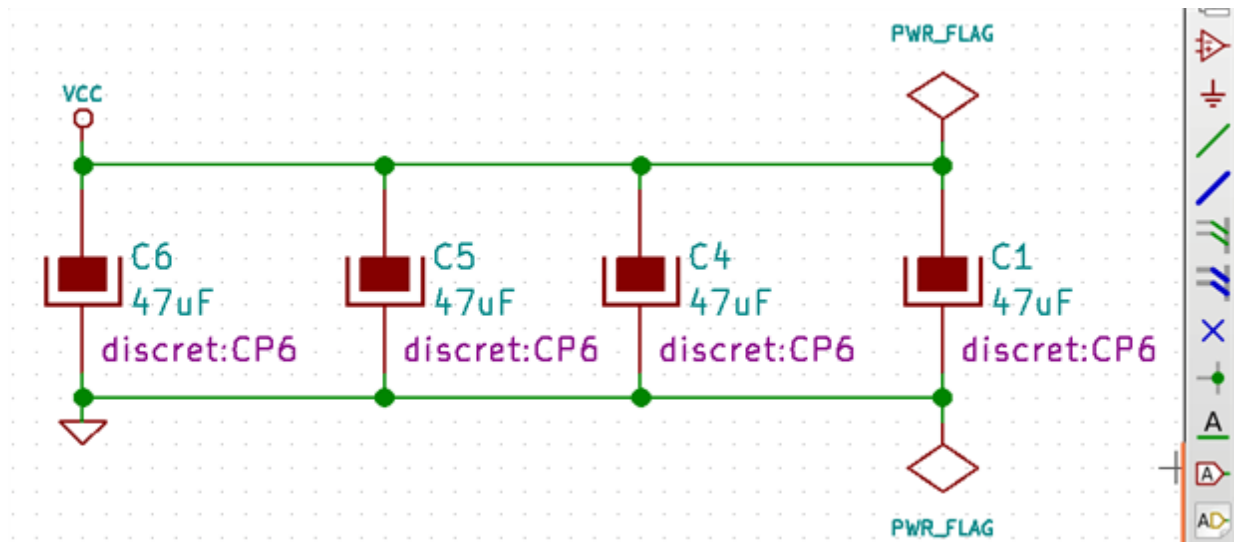 PWR_FLAG
VCC
C6
47uF
discret:CP6
C5
47uF
discret:CP6
C4
47uF
discret:CP6
C1
47uF
discret:CP6
PWR_FLAG
A
A
AD